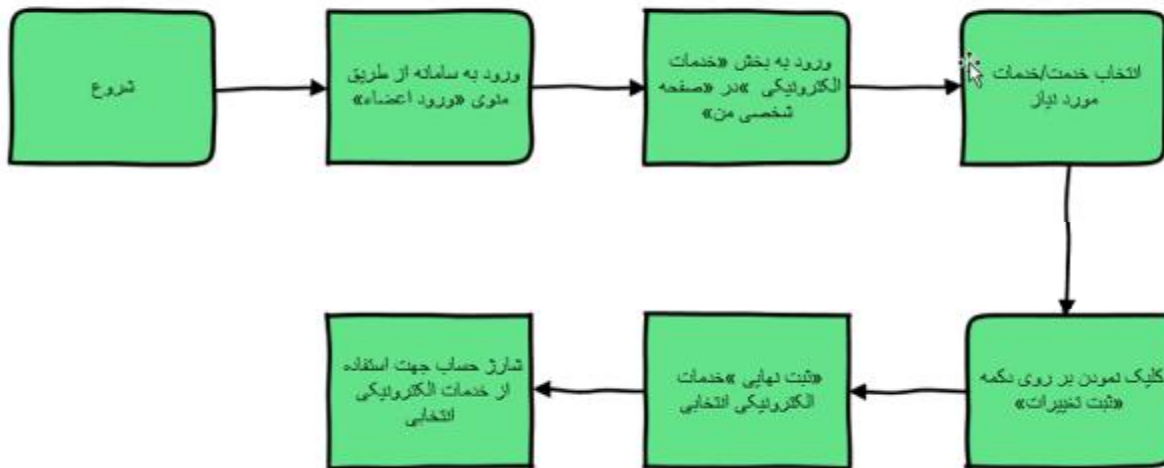 شروع
ورود به سامانه از طریق
منوی «ورود اعضاء»
ورود به بخش «خدمات
الکترونیکی »در «صفحه
شخصی من»
انتخاب خدمت/خدمات
مورد نیاز
کلیک نمودن بر روی دکمه
«ثبت تغییرات»
«ثبت نهایی »خدمات
الکترونیکی انتخابی
شارژ حساب جهت استفاده
از خدمات الکترونیکی
انتخابی